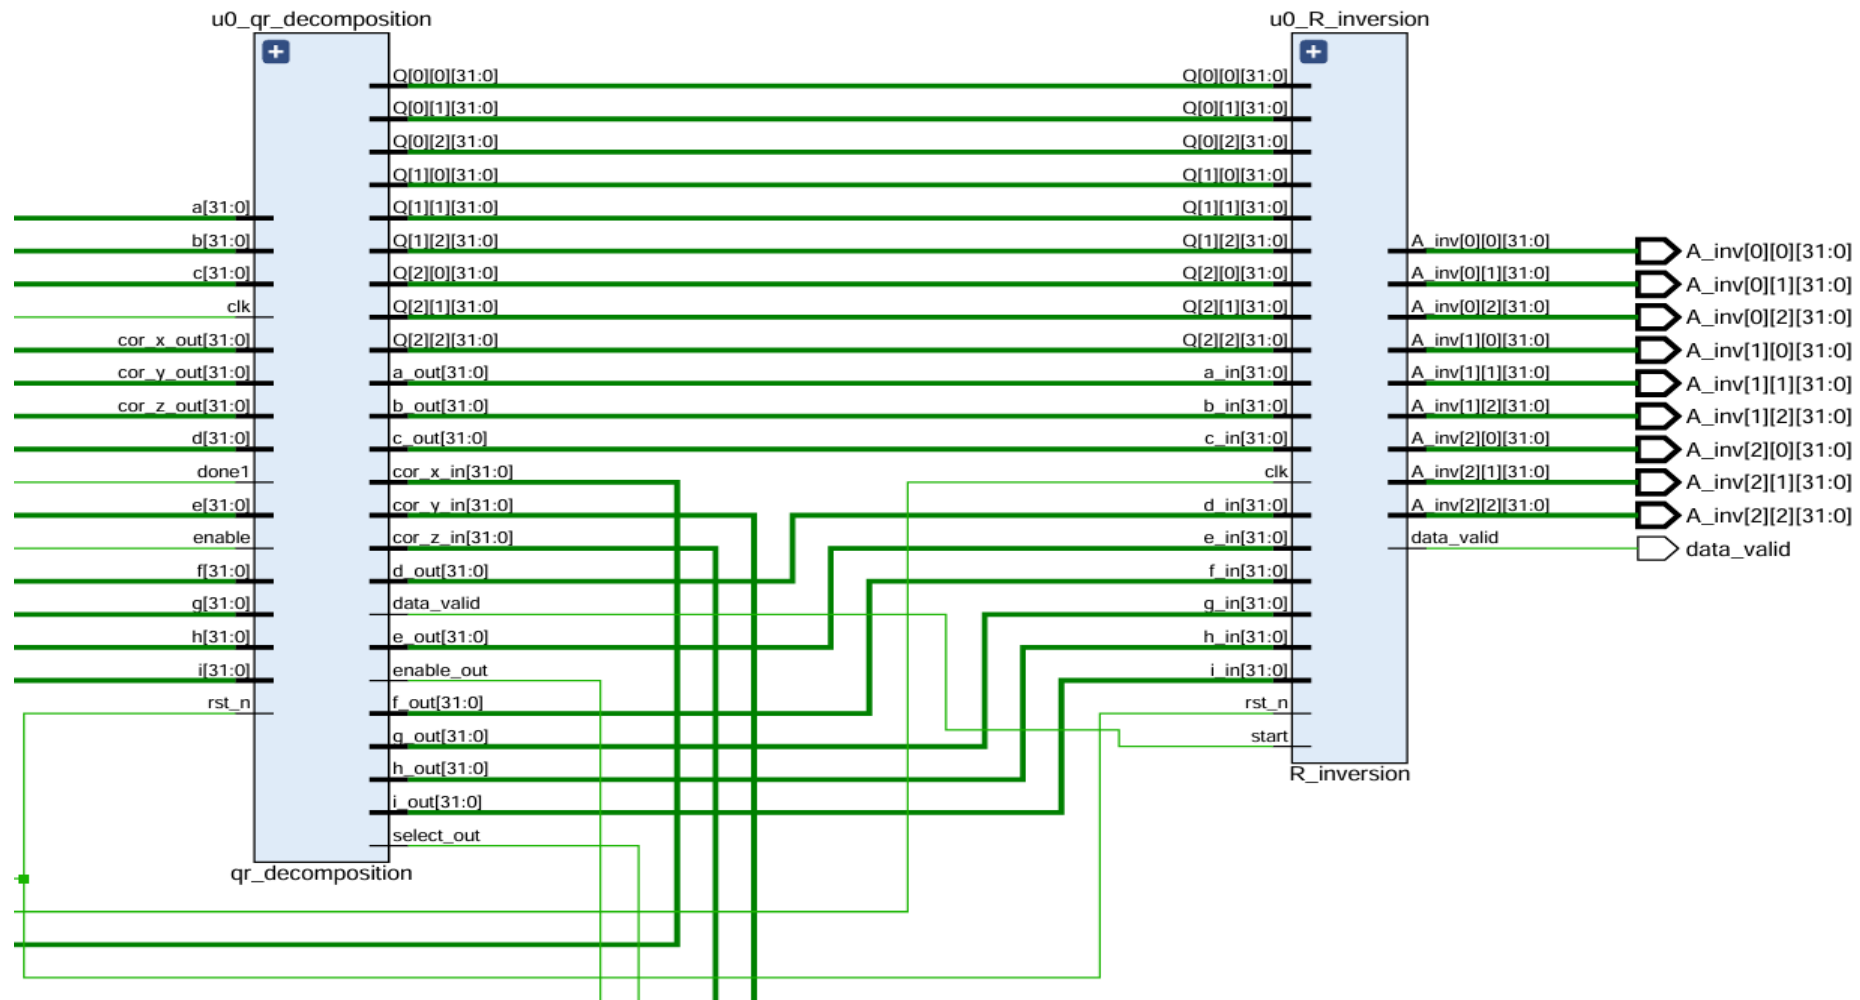 u0_qr_decomposition
a[31:0]
b[31:0]
c[31:0]
clk
cor_x_out[31:0]
cor_y_out[31:0]
cor_z_out[31:0]
d[31:0]
done1
e[31:0]
enable
f[31:0]
g[31:0]
h[31:0]
i[31:0]
rst_n
Q[0][0][31:0]
Q[0][1][31:0]
Q[0][2][31:0]
Q[1][0][31:0]
Q[1][1][31:0]
Q[1][2][31:0]
Q[2][0][31:0]
Q[2][1][31:0]
Q[2][2][31:0]
a_out[31:0]
b_out[31:0]
c_out[31:0]
cor_x_in[31:0]
cor_y_in[31:0]
cor_z_in[31:0]
d_out[31:0]
data_valid
e_out[31:0]
enable_out
f_out[31:0]
g_out[31:0]
h_out[31:0]
i_out[31:0]
select_out
qr_decomposition
u0_R_inversion
Q[0][0][31:0]
Q[0][1][31:0]
Q[0][2][31:0]
Q[1][0][31:0]
Q[1][1][31:0]
Q[1][2][31:0]
Q[2][0][31:0]
Q[2][1][31:0]
Q[2][2][31:0]
a_in[31:0]
b_in[31:0]
c_in[31:0]
clk
d_in[31:0]
e_in[31:0]
f_in[31:0]
g_in[31:0]
h_in[31:0]
i_in[31:0]
rst_n
start
A_inv[0][0][31:0]
A_inv[0][1][31:0]
A_inv[0][2][31:0]
A_inv[1][0][31:0]
A_inv[1][1][31:0]
A_inv[1][2][31:0]
A_inv[2][0][31:0]
A_inv[2][1][31:0]
A_inv[2][2][31:0]
data_valid
R_inversion
A_inv[0][0][31:0]
A_inv[0][1][31:0]
A_inv[0][2][31:0]
A_inv[1][0][31:0]
A_inv[1][1][31:0]
A_inv[1][2][31:0]
A_inv[2][0][31:0]
A_inv[2][1][31:0]
A_inv[2][2][31:0]
data_valid